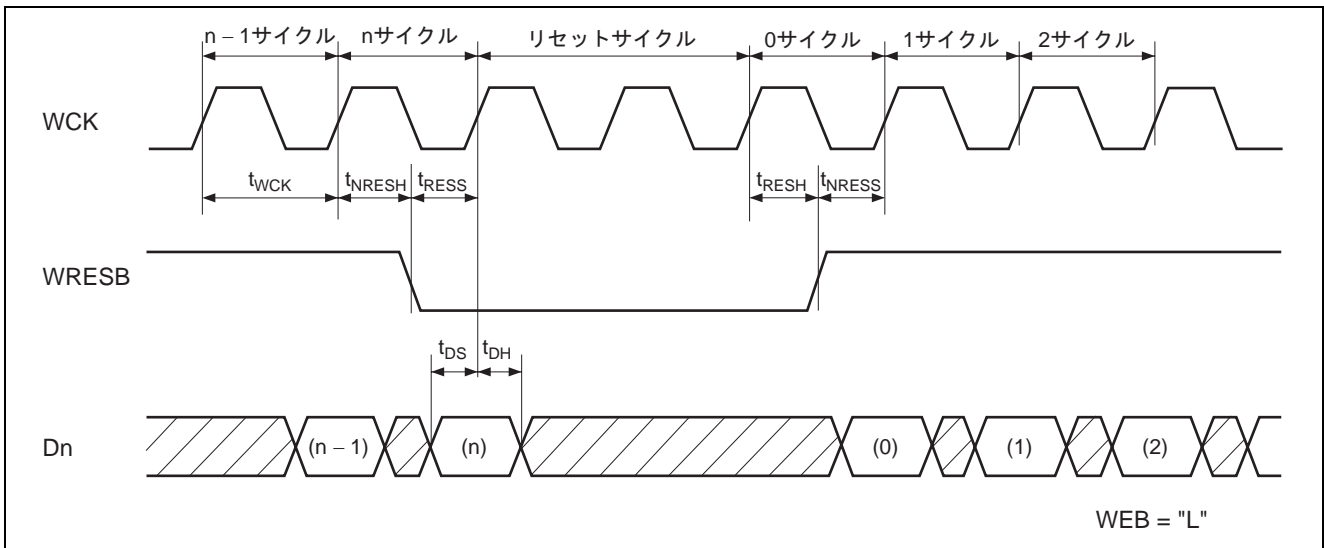 n – 1サイクル nサイクル リセットサイクル 0サイクル 1サイクル 2サイクル
WCK
tWCK tNRESH tRESS tRESH tNRESS
WRESB
tDS tDH
Dn (n – 1) (n) (0) (1) (2)
WEB = "L"